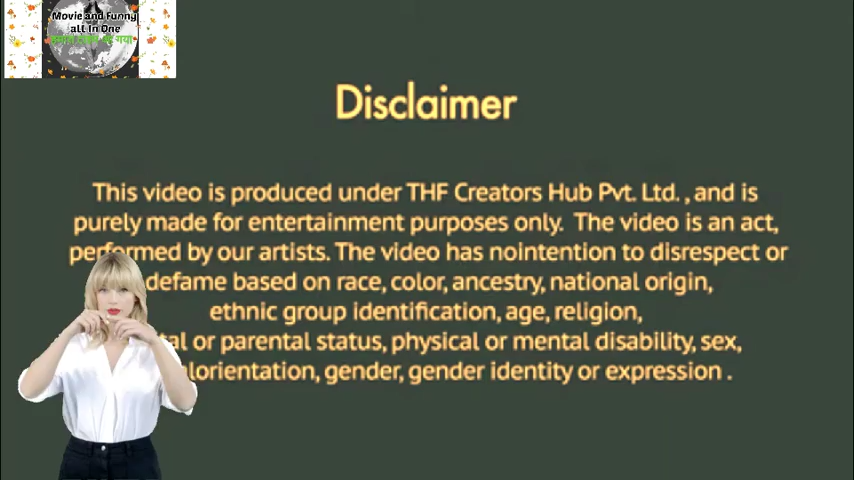 Movie and Funny
all In One
Disclaimer
This video is produced under THF Creators Hub Pvt. Ltd. , and is
purely made for entertainment purposes only. The video is an act,
performed by our artists. The video has nointention to disrespect or
defame based on race, color, ancestry, national origin,
ethnic group identification, age, religion,
or parental status, physical or mental disability, sex,
gender, gender identity or expression .